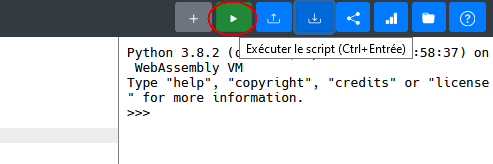 Exécuter le script (Ctrl+Entrée)
Python 3.8.2 (d :58:37) on
WebAssembly VM
Type "help", "copyright", "credits" or "license
" for more information.
>>>